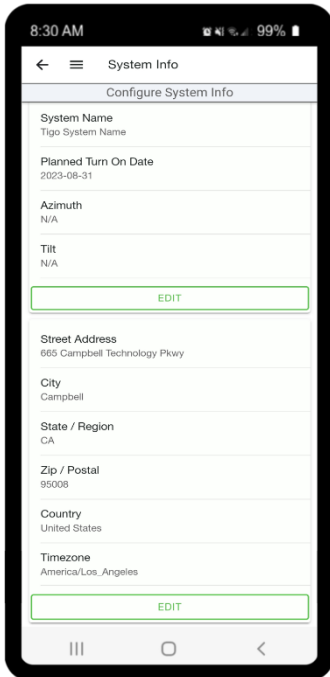 8:30 AM 99%
System Info
Configure System Info
System Name
Tigo System Name
Planned Turn On Date
2023-08-31
Azimuth
N/A
Tilt
N/A
EDIT
Street Address
665 Campbell Technology Pkwy
City
Campbell
State / Region
CA
Zip / Postal
95008
Country
United States
Timezone
America/Los_Angeles
EDIT